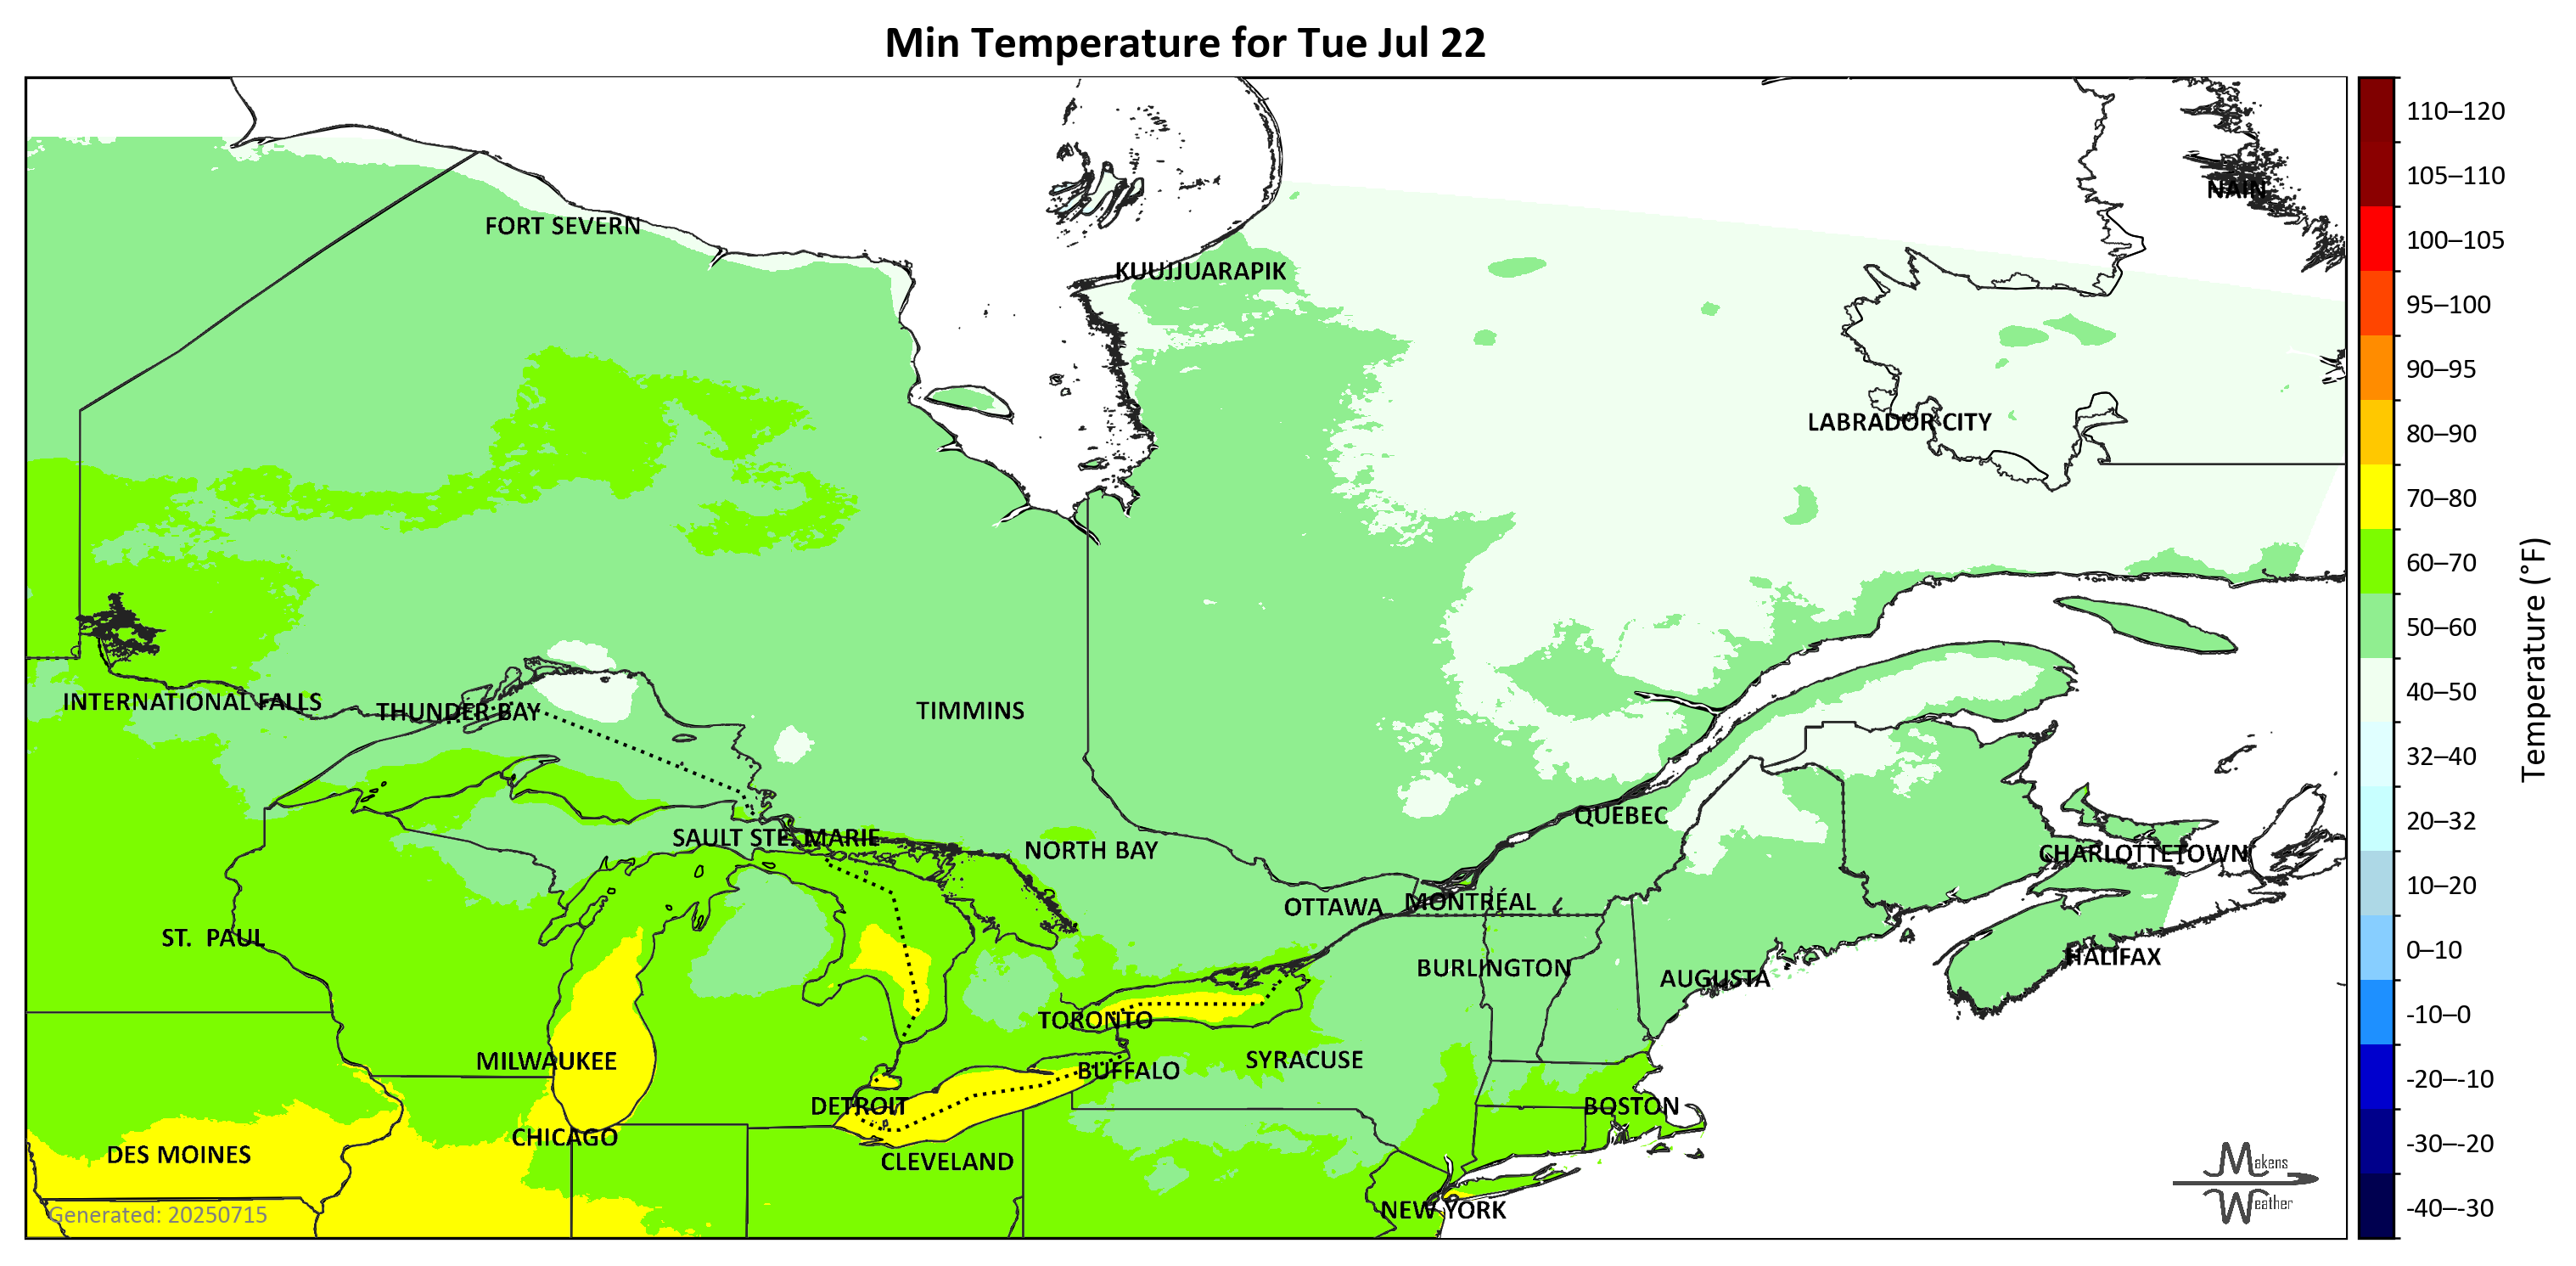 Min Temperature for Tue Jul 22
NAIN
FORT SEVERN
KUUJJUARAPIK
LABRADOR CITY
INTERNATIONAL FALLS
THUNDER BAY
TIMMINS
QUÉBEC
SAULT STE. MARIE
NORTH BAY
CHARLOTTETOWN
OTTAWA
MONTRÉAL
ST. PAUL
HALIFAX
BURLINGTON
AUGUSTA
TORONTO
MILWAUKEE
SYRACUSE
BUFFALO
DETROIT
BOSTON
CHICAGO
DES MOINES
CLEVELAND
NEW YORK
Generated: 20250715
Makens
Weather
110–120
105–110
100–105
95–100
90–95
80–90
70–80
60–70
50–60
40–50
32–40
20–32
10–20
0–10
-10–0
-20–-10
-30–-20
-40–-30
Temperature (°F)